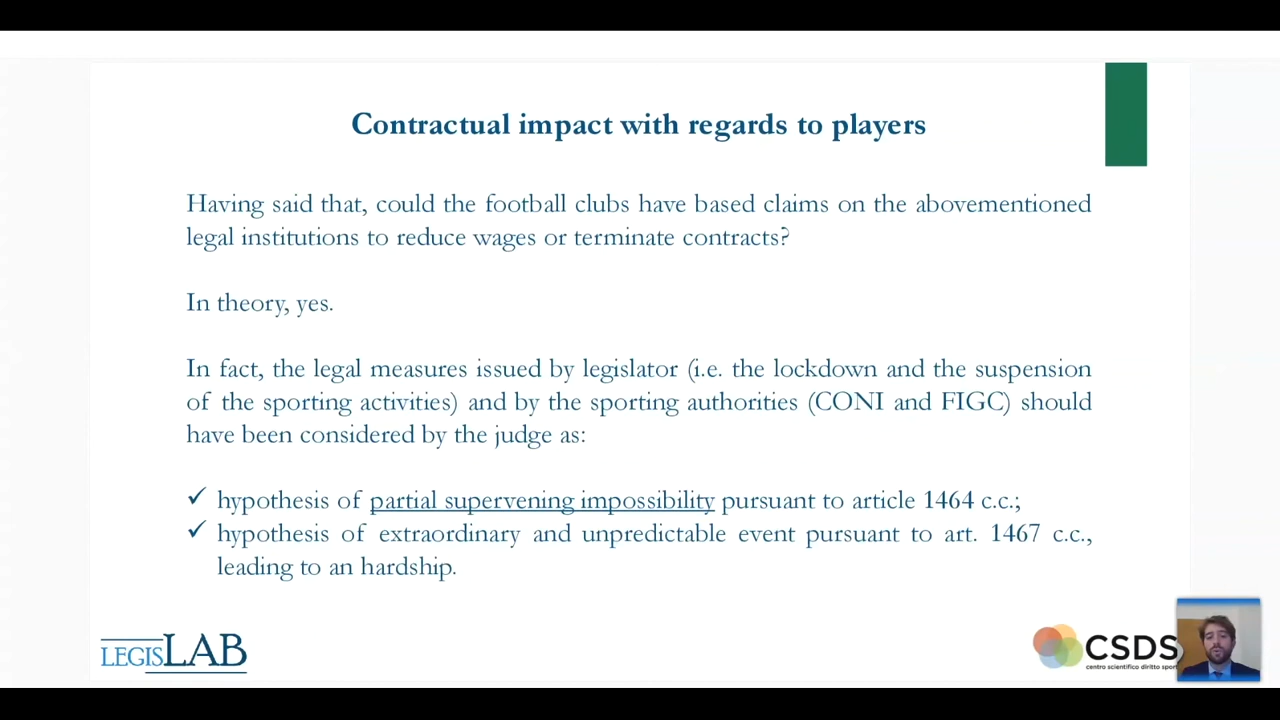 Contractual impact with regards to players
Having said that, could the football clubs have based claims on the abovementioned
legal institutions to reduce wages or terminate contracts?
In theory, yes.
In fact, the legal measures issued by legislator (i.e. the lockdown and the suspension
of the sporting activities) and by the sporting authorities (CONI and FIGC) should
have been considered by the judge as:
✓ hypothesis of partial supervening impossibility pursuant to article 1464 c.c.;
✓ hypothesis of extraordinary and unpredictable event pursuant to art. 1467 c.c.,
leading to an hardship.
LEGISLAB
CSDS
centro scientifico diritto sport